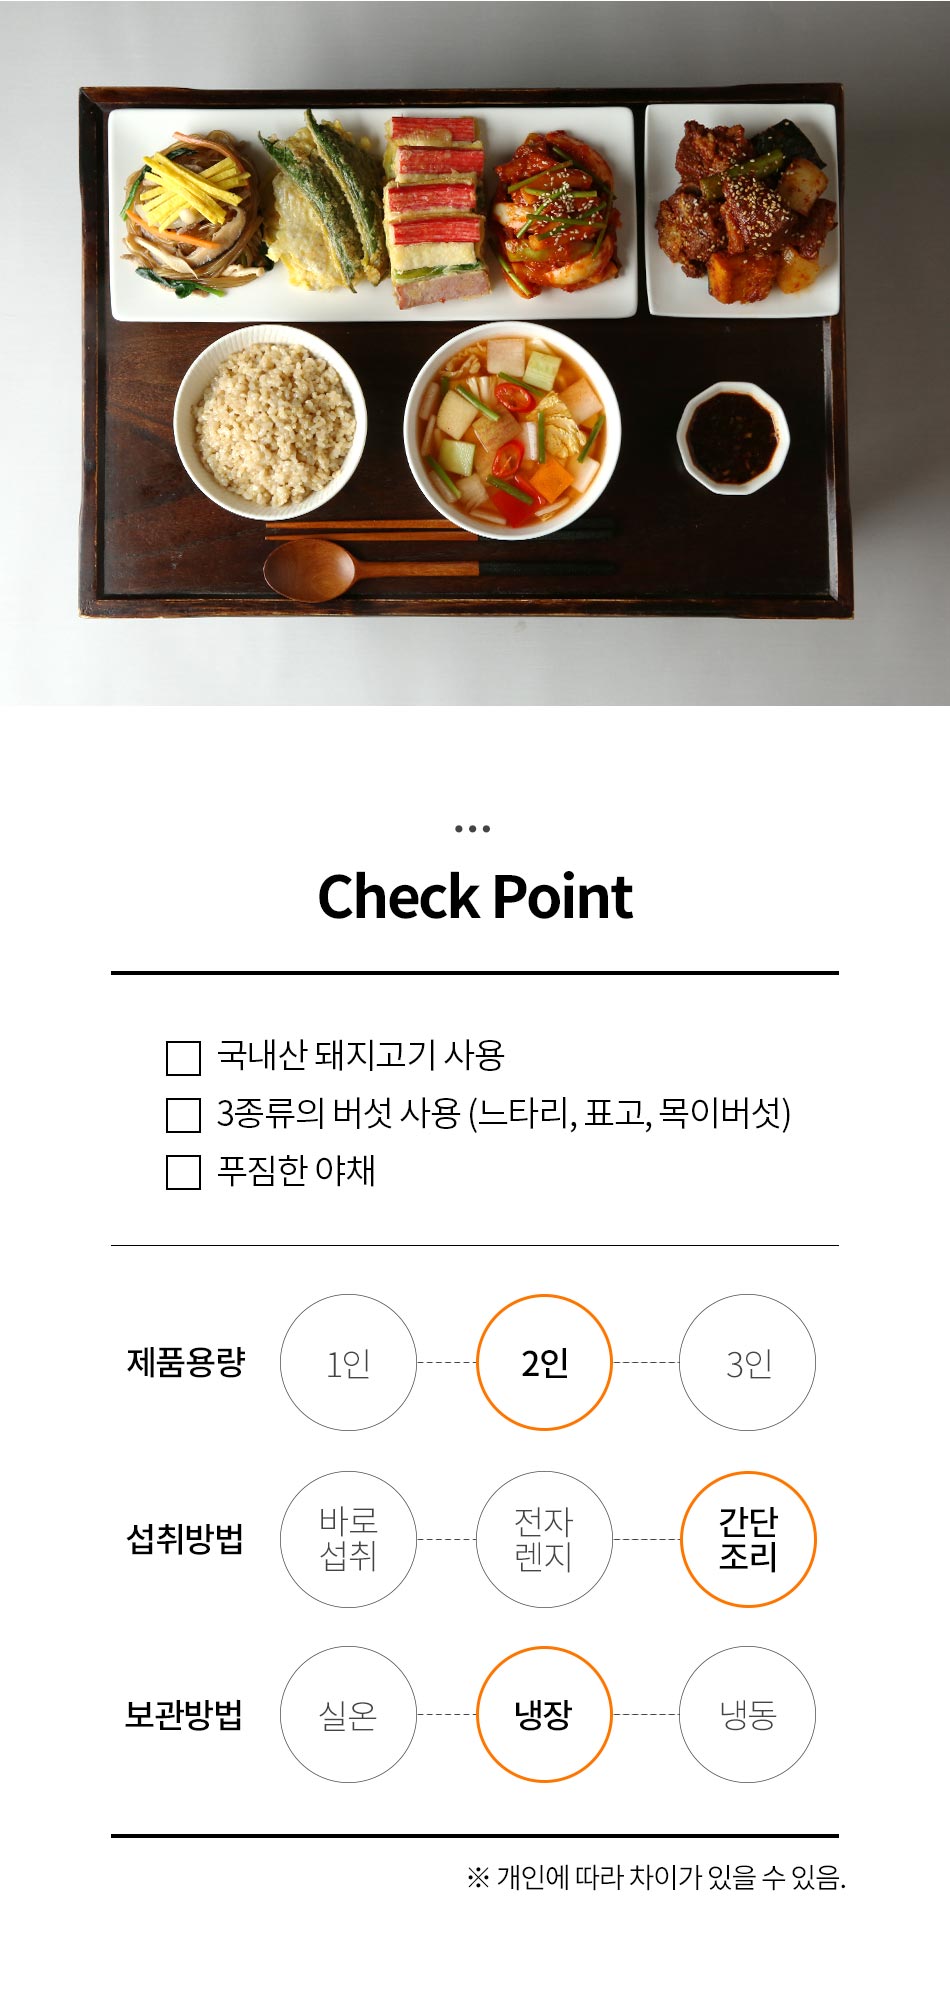 Check Point
국내산 돼지고기 사용
3종류의 버섯 사용 (느타리, 표고, 목이버섯)
푸짐한 야채
제품용량 1인 2인 3인
섭취방법 바로 섭취 전자 렌지 간단 조리
보관방법 실온 냉장 냉동
※ 개인에 따라 차이가 있을 수 있음.